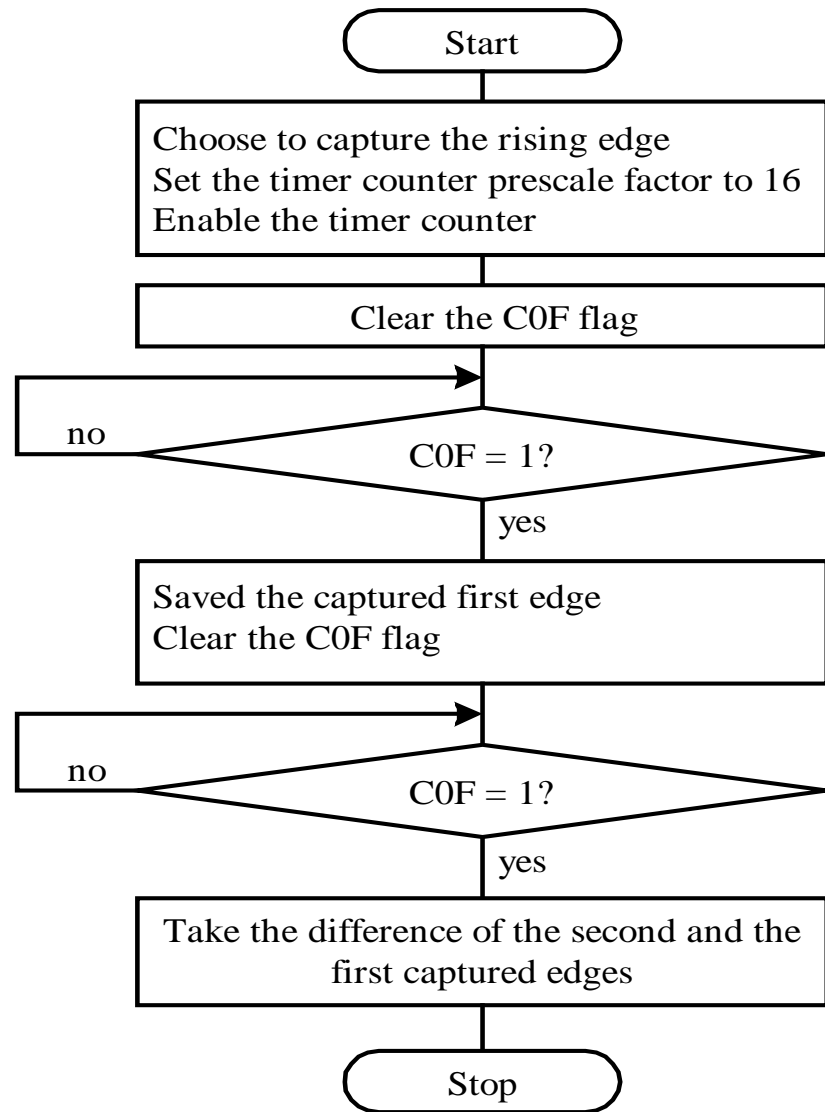 Start
Choose to capture the rising edge
Set the timer counter prescale factor to 16
Enable the timer counter
Clear the C0F flag
no
C0F = 1?
yes
Saved the captured first edge
Clear the C0F flag
no
C0F = 1?
yes
Take the difference of the second and the
first captured edges
Stop